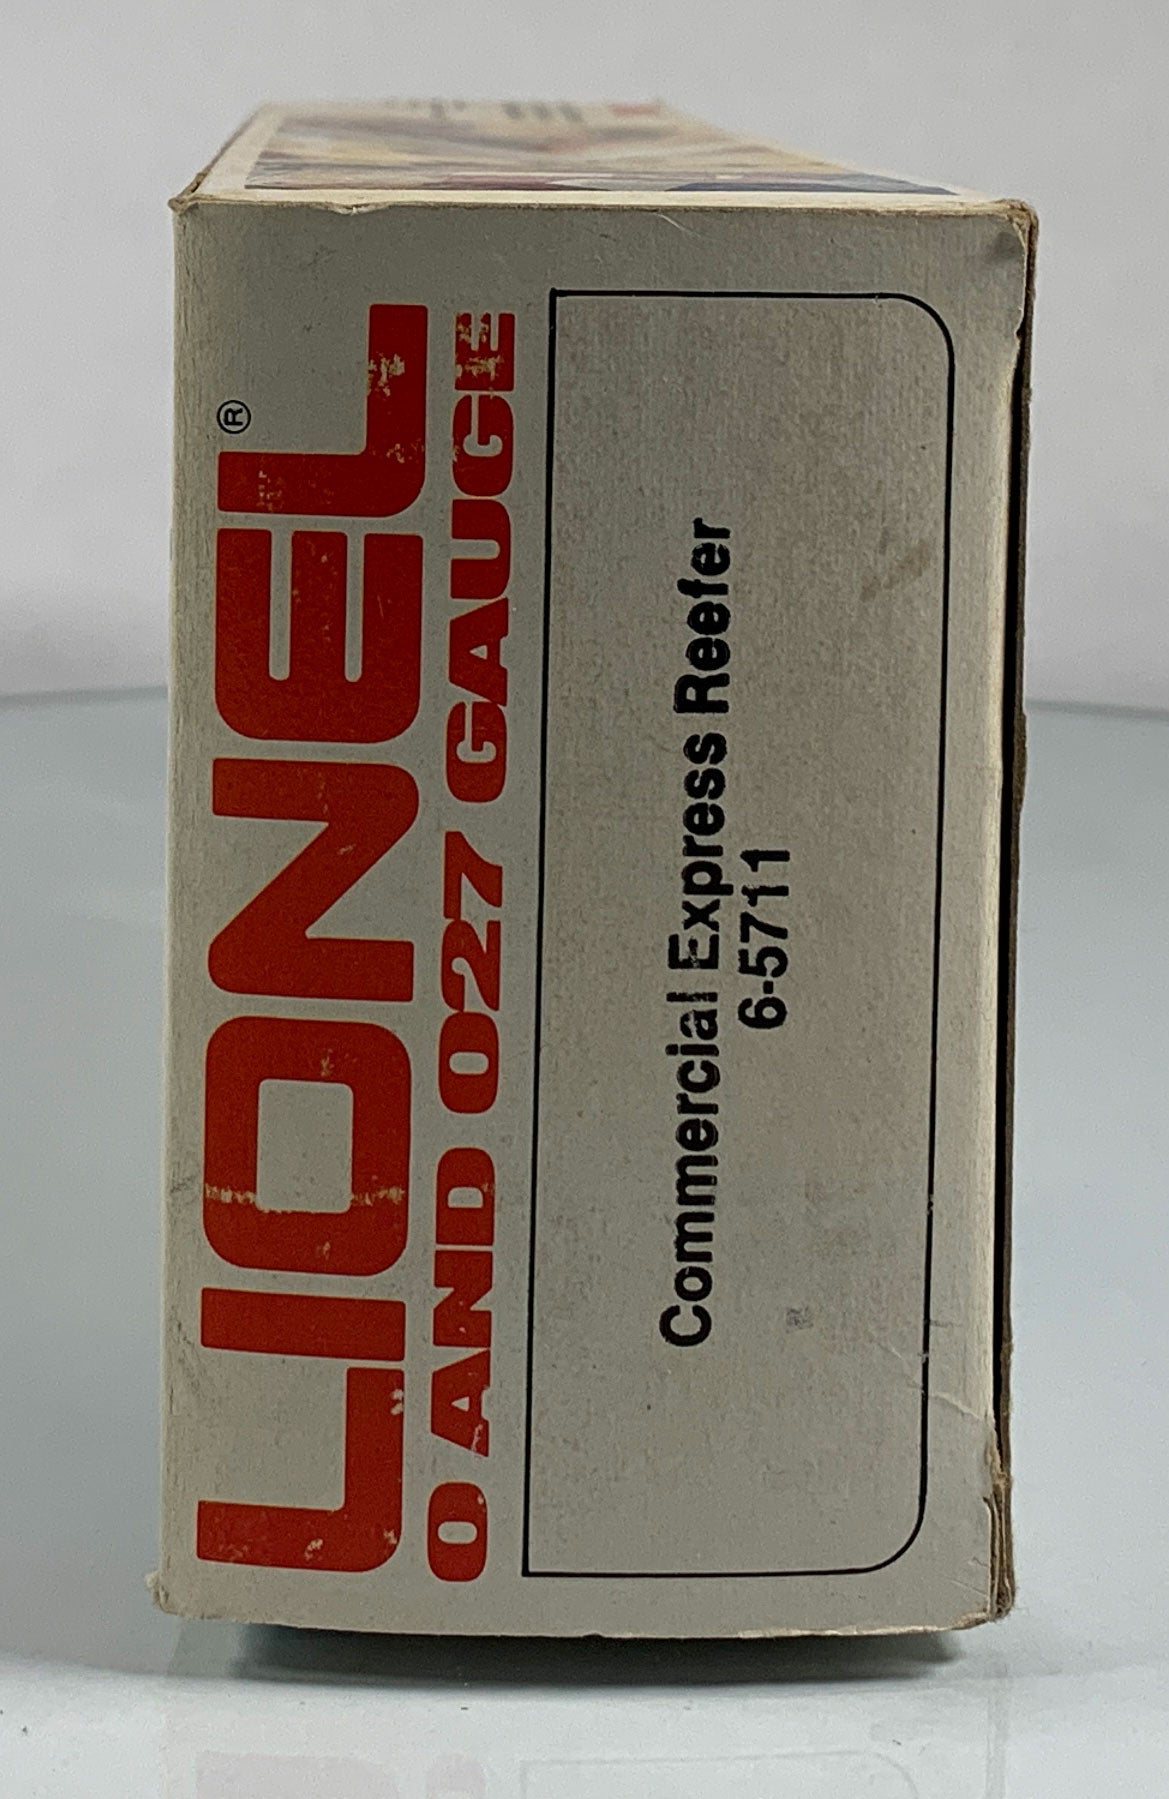 LIONEL®
O AND O27 GAUGE
Commercial Express Reefer
6-5711